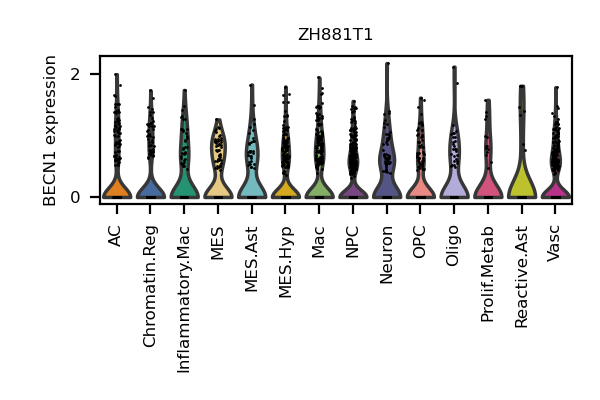 ZH881T1
BECN1 expression
2
0
AC
Chromatin.Reg
Inflammatory.Mac
MES
MES.Ast
MES.Hyp
Mac
NPC
Neuron
OPC
Oligo
Prolif.Metab
Reactive.Ast
Vasc